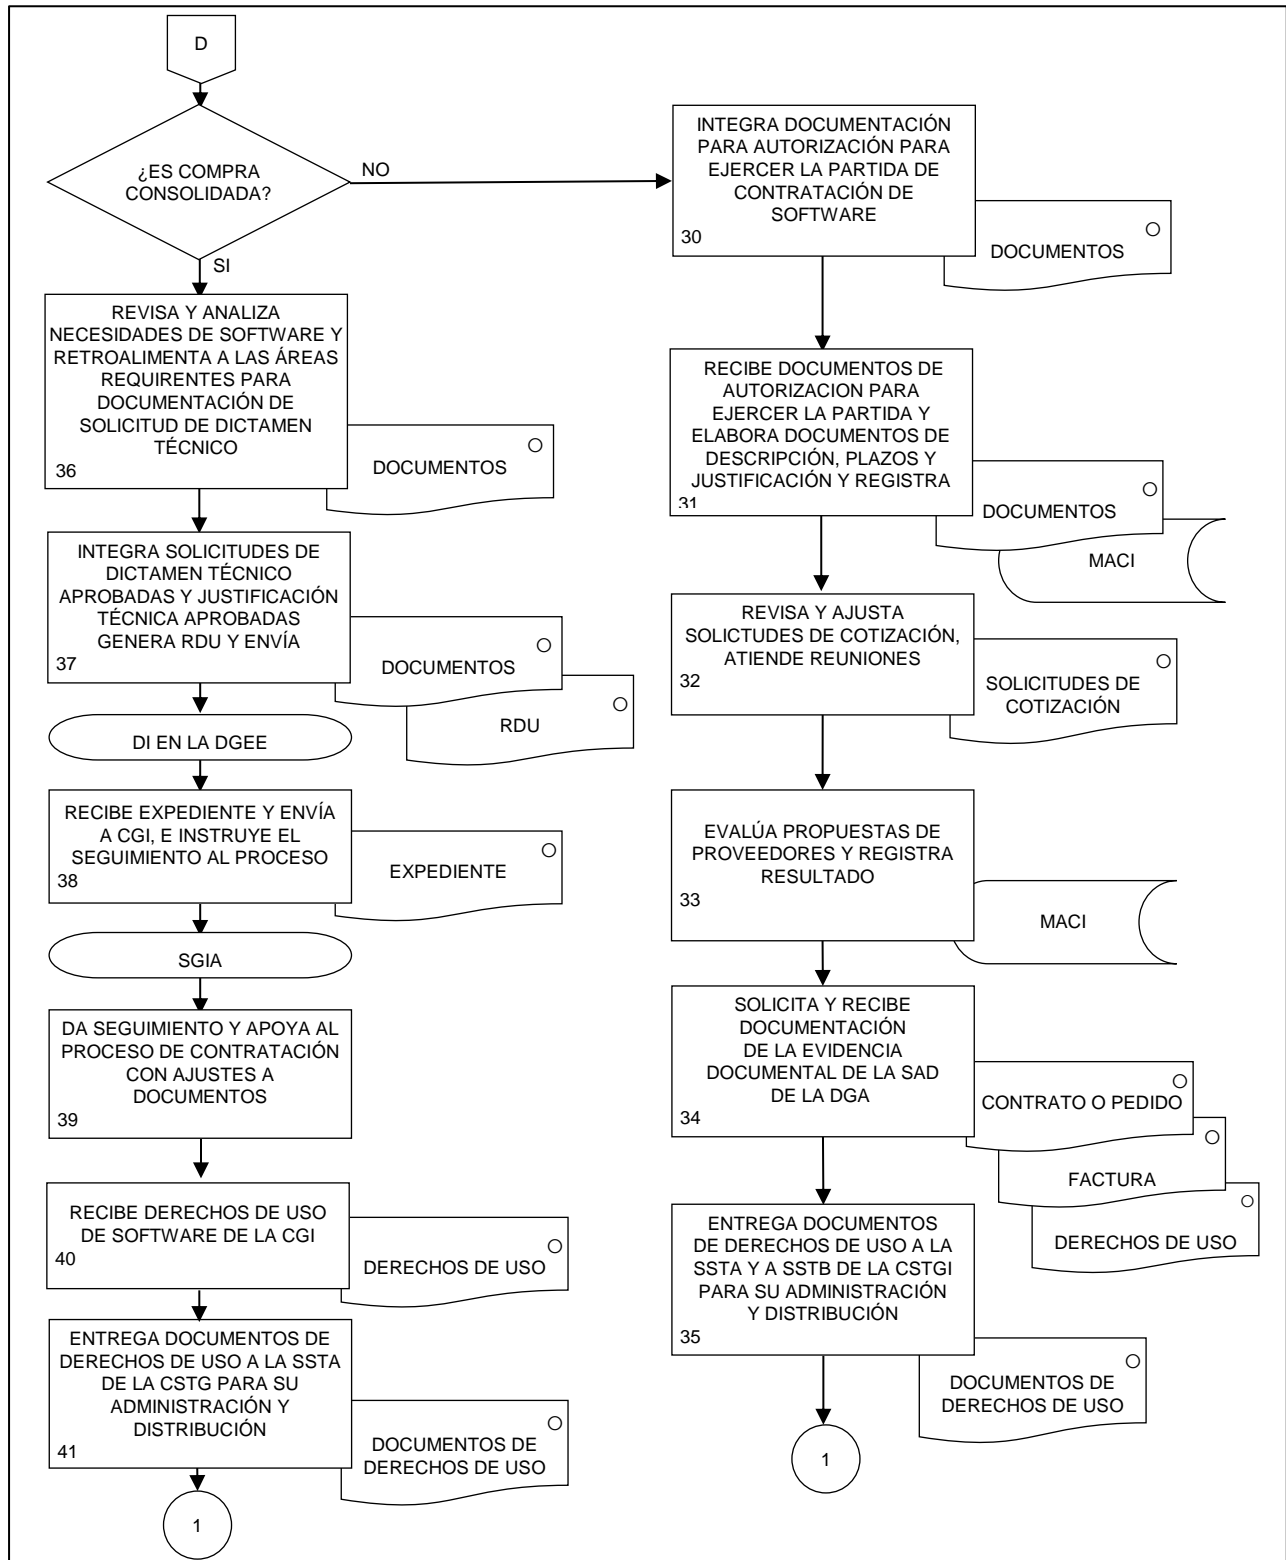 D
¿ES COMPRA
CONSOLIDADA?
NO
SI
INTEGRA DOCUMENTACIÓN
PARA AUTORIZACIÓN PARA
EJERCER LA PARTIDA DE
CONTRATACIÓN DE
SOFTWARE
30
DOCUMENTOS
RECIBE DOCUMENTOS DE
AUTORIZACION PARA
EJERCER LA PARTIDA Y
ELABORA DOCUMENTOS DE
DESCRIPCIÓN, PLAZOS Y
JUSTIFICACIÓN Y REGISTRA
31
DOCUMENTOS
MACI
REVISA Y AJUSTA
SOLICTUDES DE COTIZACIÓN,
ATIENDE REUNIONES
32
SOLICITUDES DE
COTIZACIÓN
EVALÚA PROPUESTAS DE
PROVEEDORES Y REGISTRA
RESULTADO
33
MACI
SOLICITA Y RECIBE
DOCUMENTACIÓN
DE LA EVIDENCIA
DOCUMENTAL DE LA SAD
DE LA DGA
34
CONTRATO O PEDIDO
FACTURA
DERECHOS DE USO
ENTREGA DOCUMENTOS
DE DERECHOS DE USO A LA
SSTA Y A SSTB DE LA CSTGI
PARA SU ADMINISTRACIÓN
Y DISTRIBUCIÓN
35
DOCUMENTOS DE
DERECHOS DE USO
1
REVISA Y ANALIZA
NECESIDADES DE SOFTWARE Y
RETROALIMENTA A LAS ÁREAS
REQUIRENTES PARA
DOCUMENTACIÓN DE
SOLICITUD DE DICTAMEN
TÉCNICO
36
DOCUMENTOS
INTEGRA SOLICITUDES DE
DICTAMEN TÉCNICO
APROBADAS Y JUSTIFICACIÓN
TÉCNICA APROBADAS
GENERA RDU Y ENVÍA
37
DOCUMENTOS
RDU
DI EN LA DGEE
RECIBE EXPEDIENTE Y ENVÍA
A CGI, E INSTRUYE EL
SEGUIMIENTO AL PROCESO
38
EXPEDIENTE
SGIA
DA SEGUIMIENTO Y APOYA AL
PROCESO DE CONTRATACIÓN
CON AJUSTES A
DOCUMENTOS
39
RECIBE DERECHOS DE USO
DE SOFTWARE DE LA CGI
40
DERECHOS DE USO
ENTREGA DOCUMENTOS DE
DERECHOS DE USO A LA SSTA
DE LA CSTG PARA SU
ADMINISTRACIÓN Y
DISTRIBUCIÓN
41
DOCUMENTOS DE
DERECHOS DE USO
1